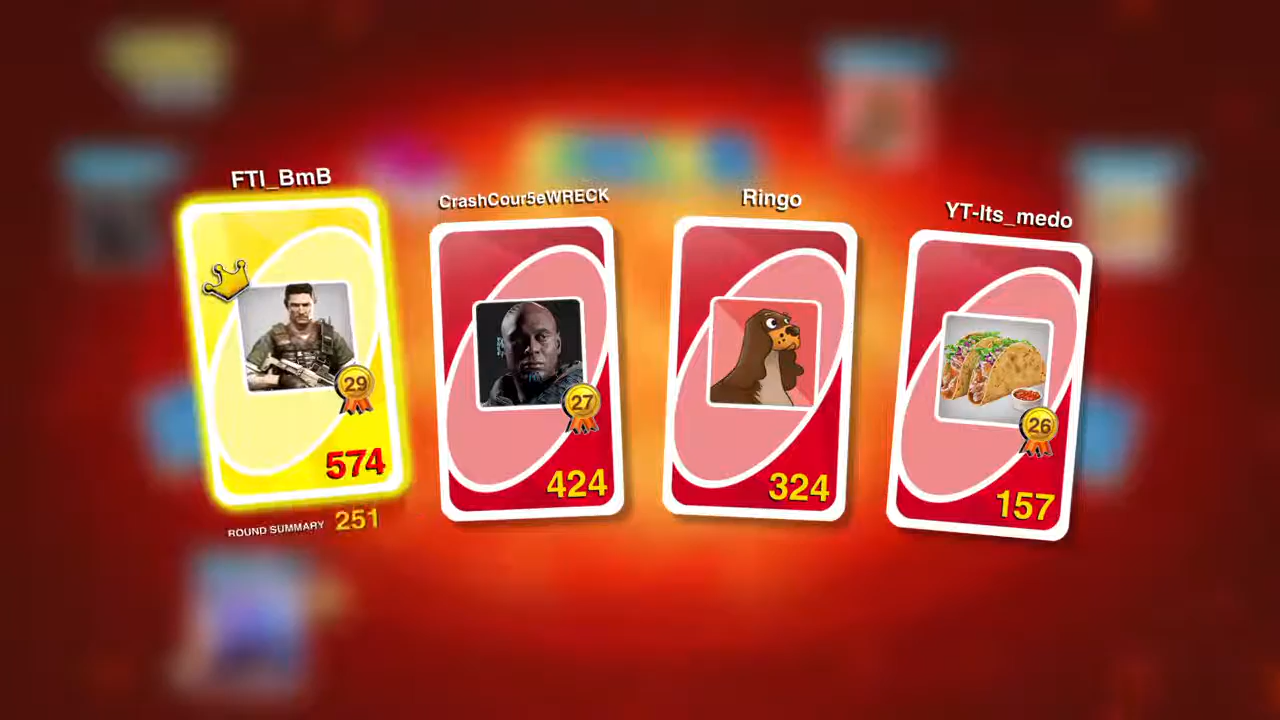 FTI_BmB
CrashCour5eWRECK
Ringo
YT-Its_medo
29
27
26
574
424
324
157
ROUND SUMMARY 251